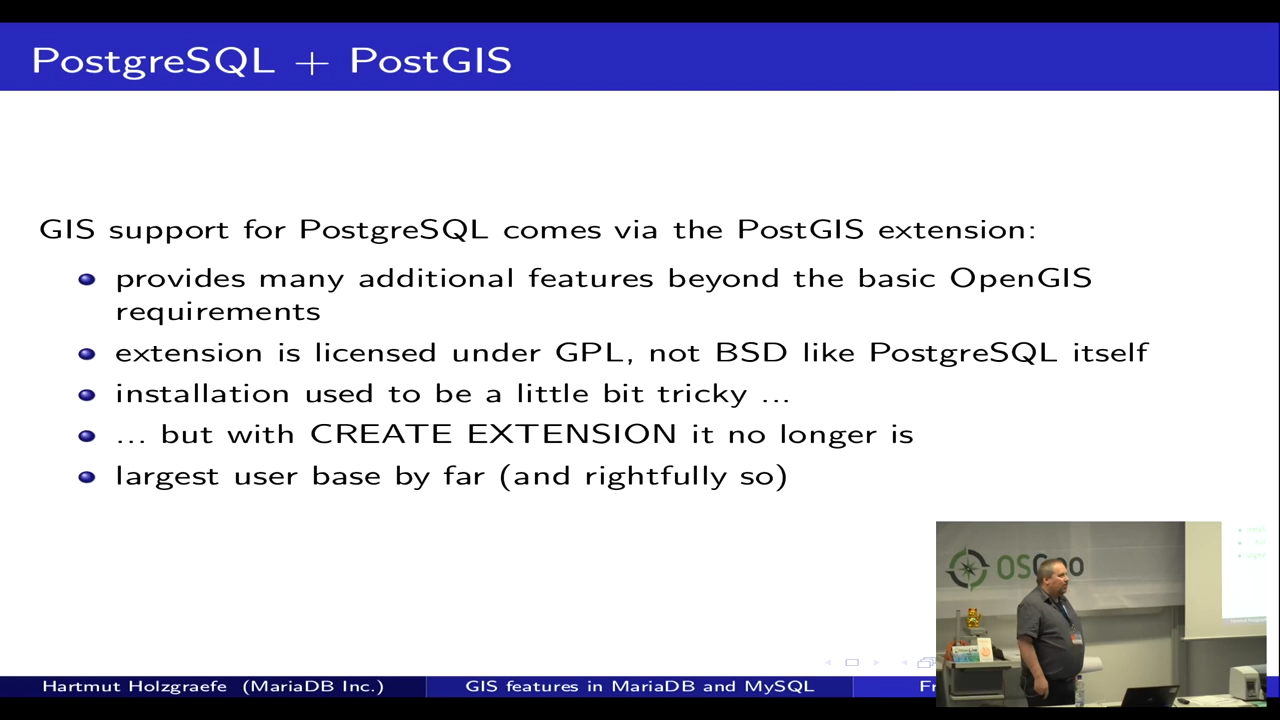 PostgreSQL + PostGIS
GIS support for PostgreSQL comes via the PostGIS extension:
provides many additional features beyond the basic OpenGIS
requirements
extension is licensed under GPL, not BSD like PostgreSQL itself
installation used to be a little bit tricky ...
... but with CREATE EXTENSION it no longer is
largest user base by far (and rightfully so)
OSGeo
Hartmut Holzgraefe (MariaDB Inc.)
GIS features in MariaDB and MySQL